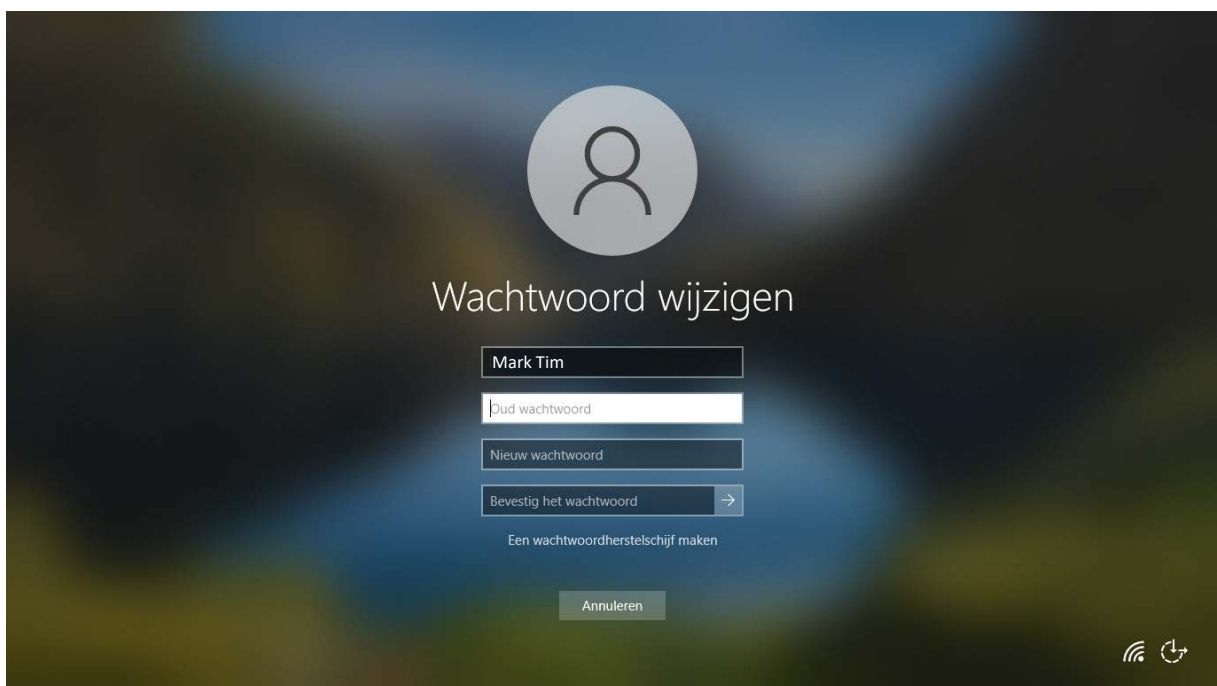 Wachtwoord wijzigen
Mark Tim
Oud wachtwoord
Nieuw wachtwoord
Bevestig het wachtwoord
Een wachtwoordherstelschijf maken
Annuleren